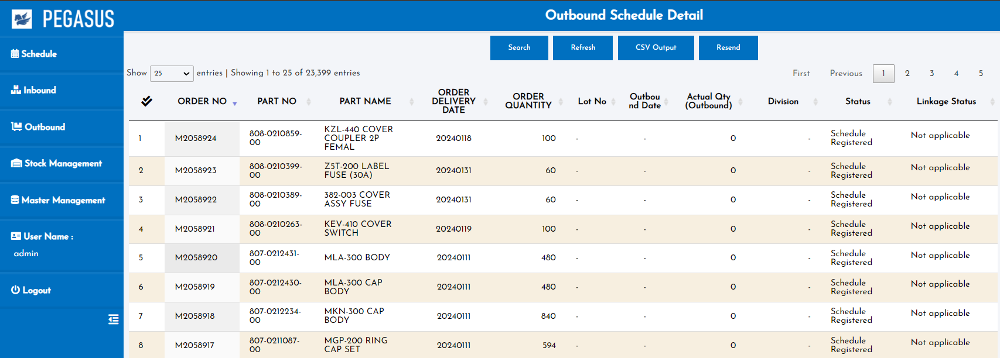 PEGASUS
Outbound Schedule Detail
Schedule
Inbound
Outbound
Stock Management
Master Management
User Name :
admin
Logout
Search Refresh CSV Output Resend
Show 25 entries | Showing 1 to 25 of 23,399 entries First Previous 1 2 3 4 5
ORDER NO PART NO PART NAME ORDER DELIVERY DATE ORDER QUANTITY Lot No Outbou nd Date Actual Qty (Outbound) Division Status Linkage Status
1 M2058924 808-0210859-00 KZL-440 COVER COUPLER 2P FEMAL 20240118 100 - - 0 - Schedule Registered Not applicable
2 M2058923 808-0210399-00 Z5T-200 LABEL FUSE (30A) 20240131 60 - - 0 - Schedule Registered Not applicable
3 M2058922 808-0210389-00 382-003 COVER ASSY FUSE 20240131 60 - - 0 - Schedule Registered Not applicable
4 M2058921 808-0210263-00 KEV-410 COVER SWITCH 20240119 100 - - 0 - Schedule Registered Not applicable
5 M2058920 807-0212431-00 MLA-300 BODY 20240111 480 - - 0 - Schedule Registered Not applicable
6 M2058919 807-0212430-00 MLA-300 CAP BODY 20240111 480 - - 0 - Schedule Registered Not applicable
7 M2058918 807-0212234-00 MKN-300 CAP BODY 20240111 840 - - 0 - Schedule Registered Not applicable
8 M2058917 807-0211087-00 MGP-200 RING CAP SET 20240111 594 - - 0 - Schedule Registered Not applicable